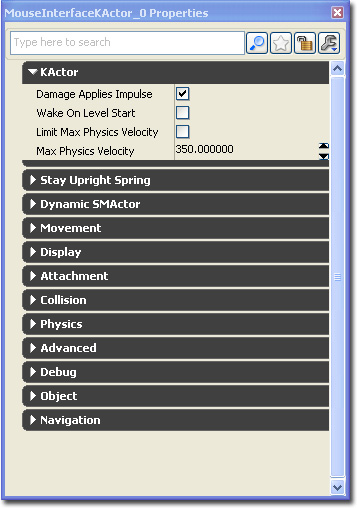 MouseInterfaceKActor_0 Properties
Type here to search
KActor
Damage Applies Impulse
Wake On Level Start
Limit Max Physics Velocity
Max Physics Velocity 350.000000
Stay Upright Spring
Dynamic SMActor
Movement
Display
Attachment
Collision
Physics
Advanced
Debug
Object
Navigation